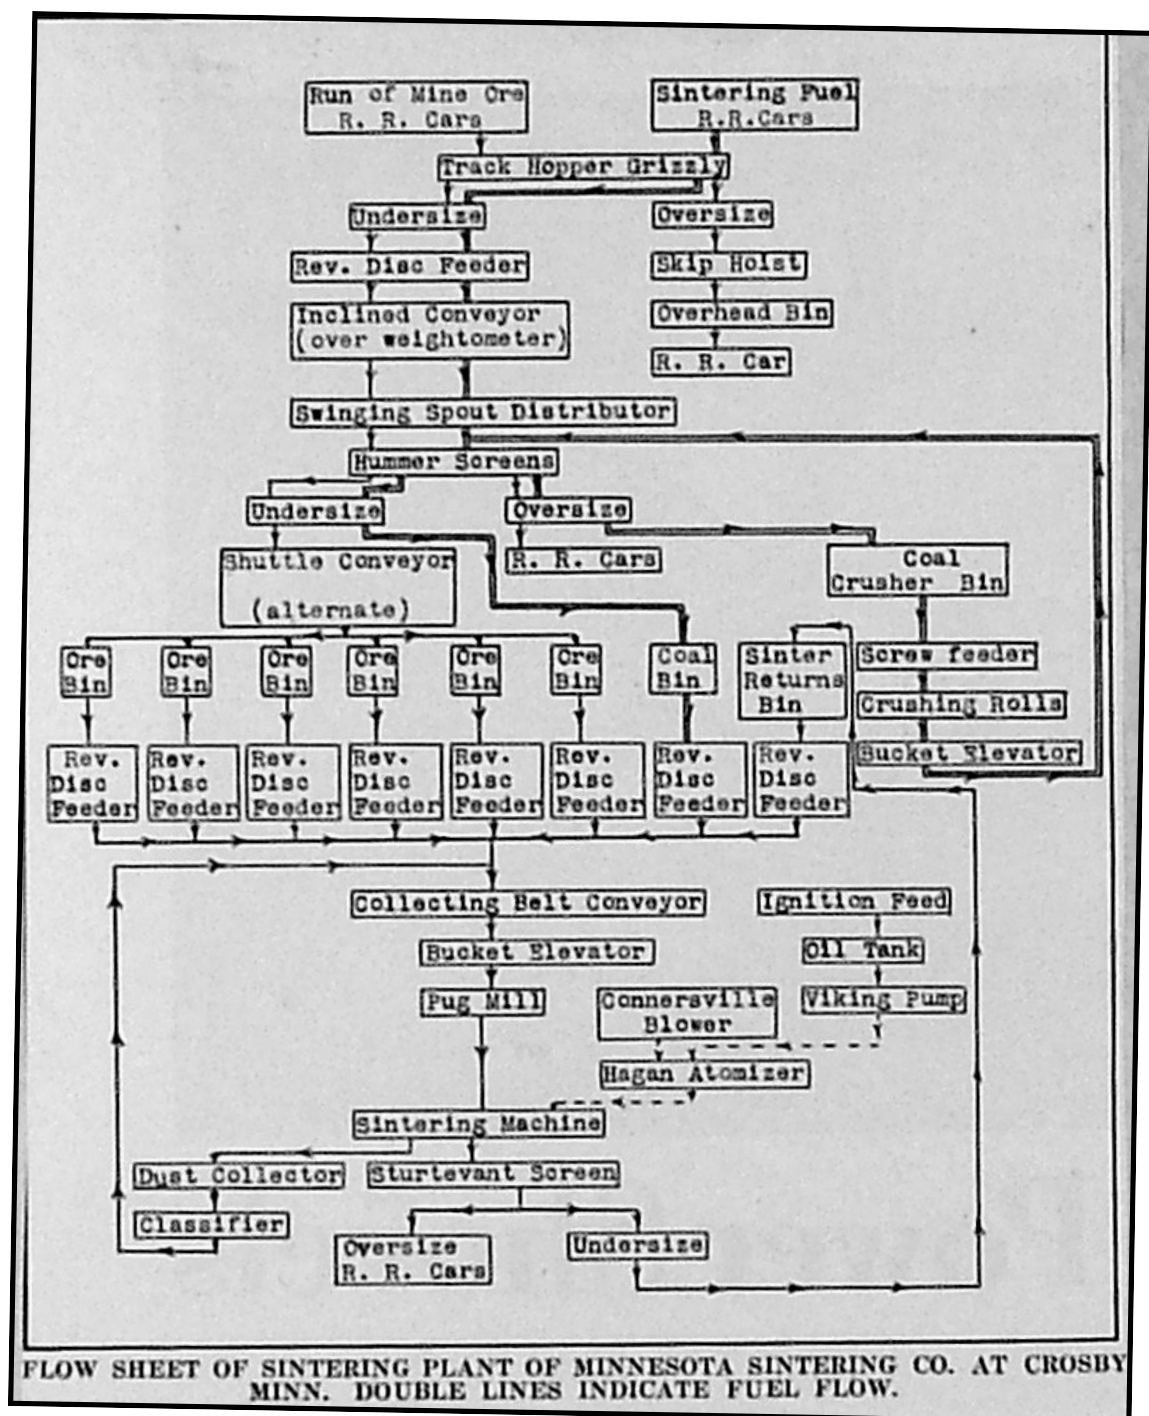 Run of Mine Ore
R. R. Cars
Sintering Fuel
R.R.Cars
Track Hopper Grizzly
Undersize
Oversize
Rev. Disc Feeder
Skip Hoist
Inclined Conveyor
(over weightometer)
Overhead Bin
R. R. Car
Swinging Spout Distributor
Hummer Screens
Undersize
Oversize
Shuttle Conveyor
(alternate)
R. R. Cars
Coal
Crusher Bin
Ore
Bin
Ore
Bin
Ore
Bin
Ore
Bin
Ore
Bin
Ore
Bin
Coal
Bin
Sinter
Returns
Bin
Screw feeder
Crushing Rolls
Bucket Elevator
Rev.
Disc
Feeder
Rev.
Disc
Feeder
Rev.
Disc
Feeder
Rev.
Disc
Feeder
Rev.
Disc
Feeder
Rev.
Disc
Feeder
Rev.
Disc
Feeder
Rev.
Disc
Feeder
Collecting Belt Conveyor
Ignition Feed
Bucket Elevator
Oil Tank
Pug Mill
Connersville
Blower
Viking Pump
Hagan Atomizer
Sintering Machine
Dust Collector
Sturtevant Screen
Classifier
Oversize
R. R. Cars
Undersize
FLOW SHEET OF SINTERING PLANT OF MINNESOTA SINTERING CO. AT CROSBY
MINN. DOUBLE LINES INDICATE FUEL FLOW.